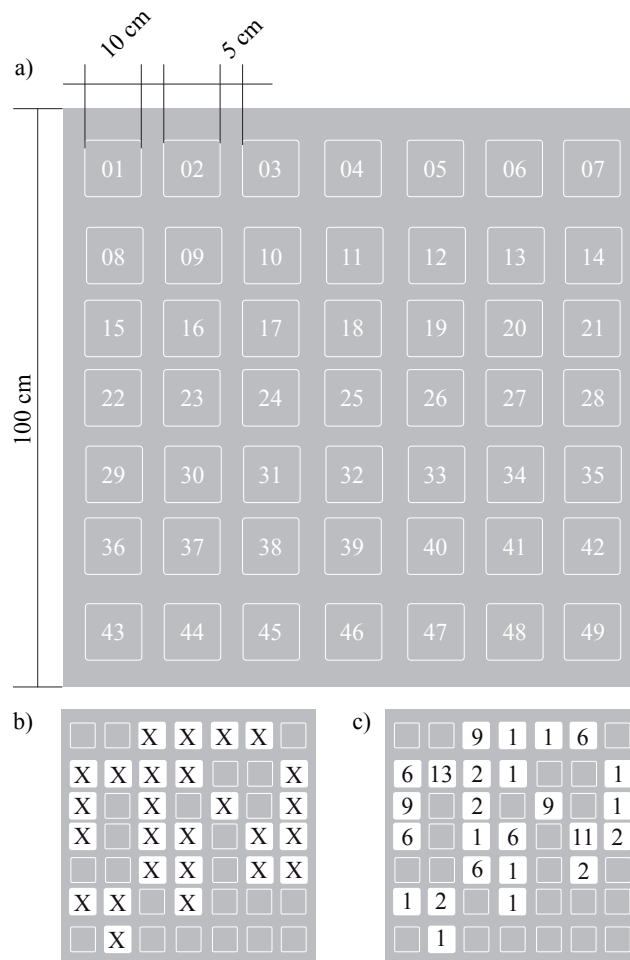 10 cm
5 cm
a)
01 02 03 04 05 06 07
08 09 10 11 12 13 14
15 16 17 18 19 20 21
22 23 24 25 26 27 28
29 30 31 32 33 34 35
36 37 38 39 40 41 42
43 44 45 46 47 48 49
100 cm
b)
X X X X
X X X X X
X X X X
X X X X X
X X X X
X X X
X
c)
9 1 1 6
6 13 2 1 1
9 2 9 1
6 1 6 11 2
6 1 2
1 2 1
1